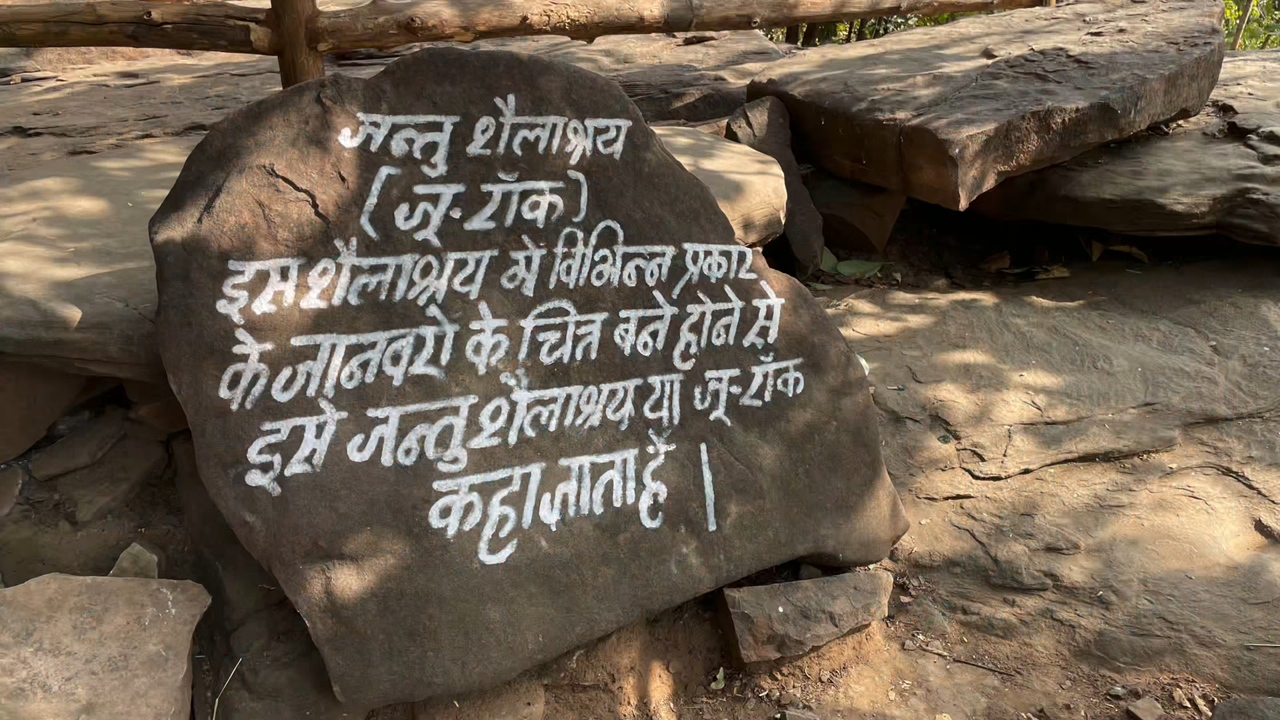 जन्तु शैलाश्रय
(जू-रॉक)
इस शैलाश्रय मे विभिन्न प्रकार
के जानवरो के चित्र बने होने से
इसे जन्तु शैलाश्रय या जू-रॉक
कहा जाता है |